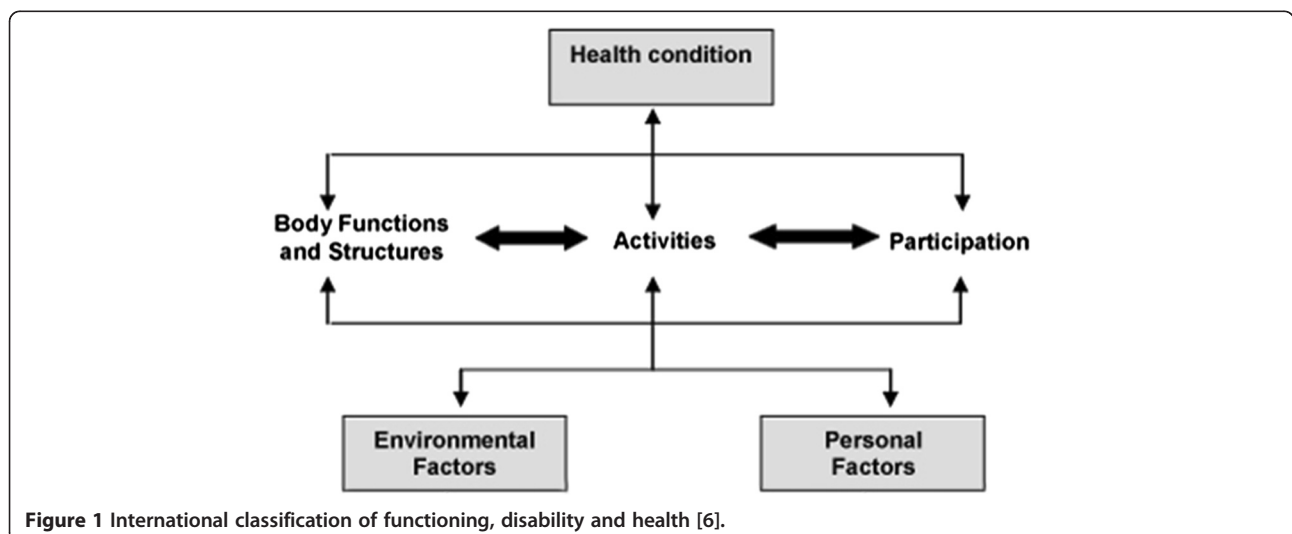 Health condition
Body Functions
and Structures
Activities
Participation
Environmental
Factors
Personal
Factors
Figure 1 International classification of functioning, disability and health [6].